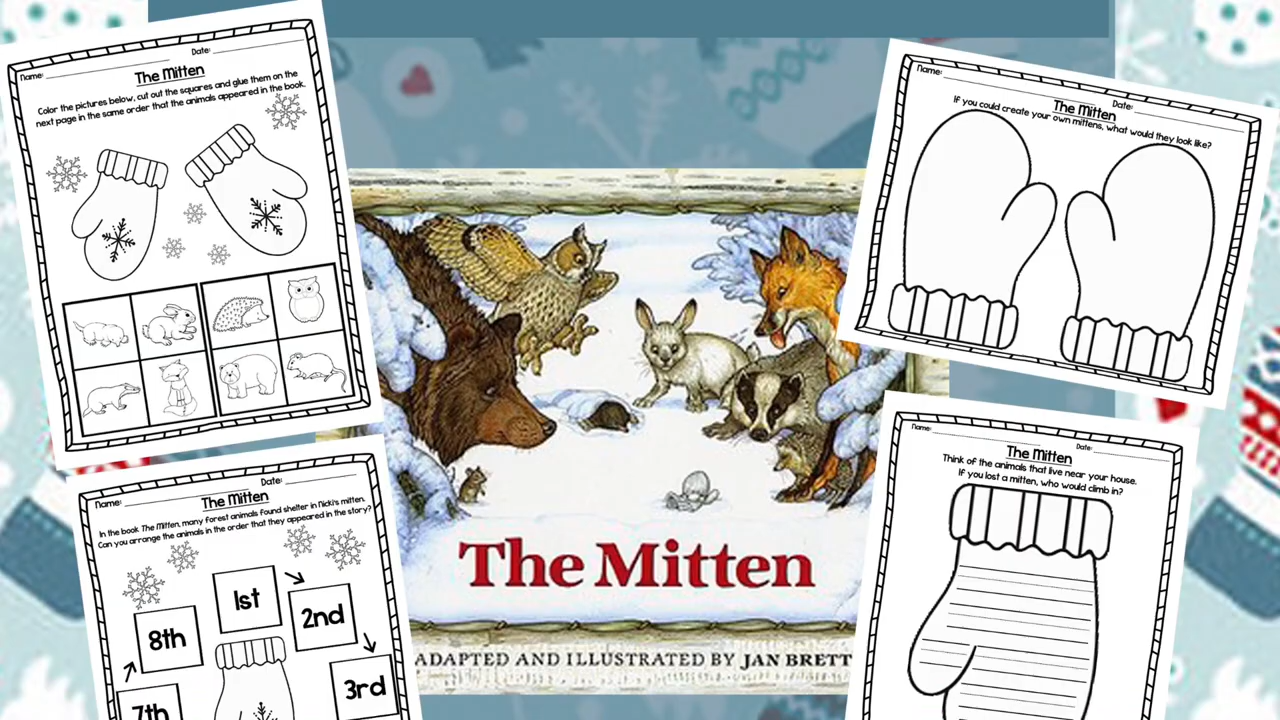 Name: Date:
The Mitten
Color the pictures below, cut out the squares and glue them on the
next page in the same order that the animals appeared in the book.
Name: Date:
The Mitten
In the book The Mitten, many forest animals found shelter in Nicki's mitten.
Can you arrange the animals in the order that they appeared in the story?
1st
2nd
3rd
8th
7th
The Mitten
ADAPTED AND ILLUSTRATED BY JAN BRETT
Name: Date:
The Mitten
If you could create your own mittens, what would they look like?
Name: Date:
The Mitten
Think of the animals that live near your house.
If you lost a mitten, who would climb in?